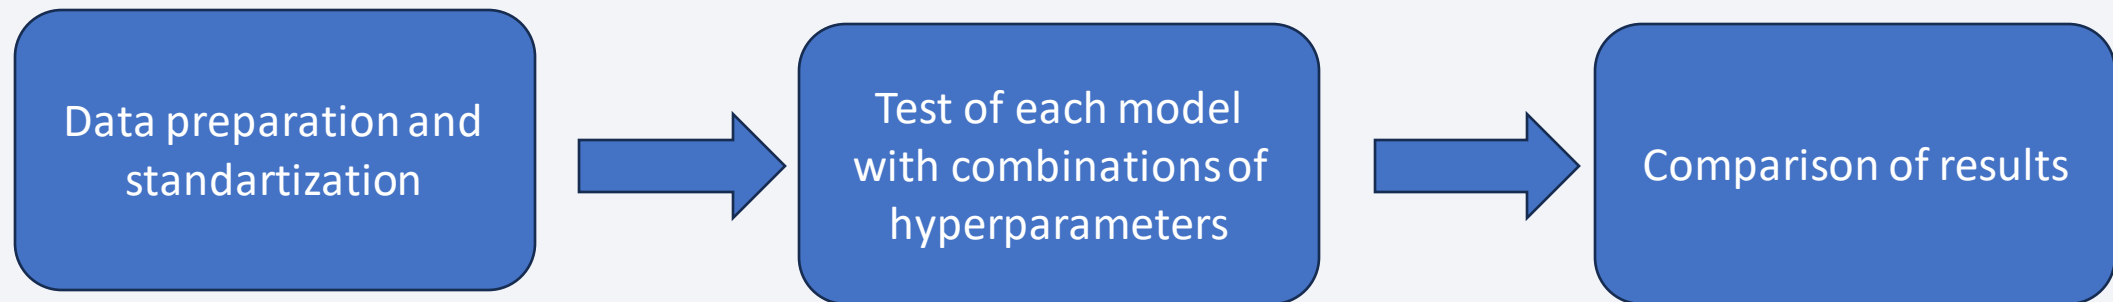 Data preparation and
standartization
Test of each model
with combinations of
hyperparameters
Comparison of results